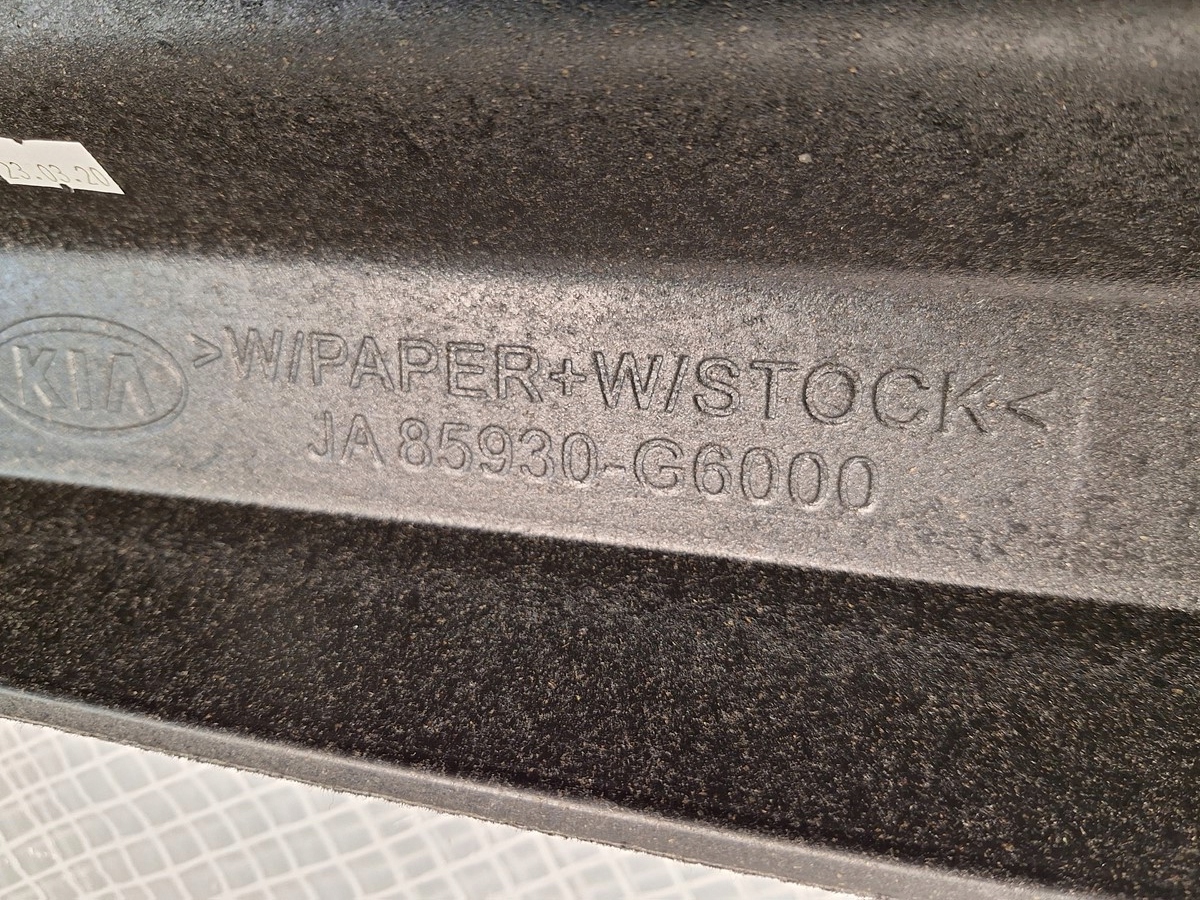 23.03.20
KIA
>W/PAPER+W/STOCK<
JA 85930-G6000